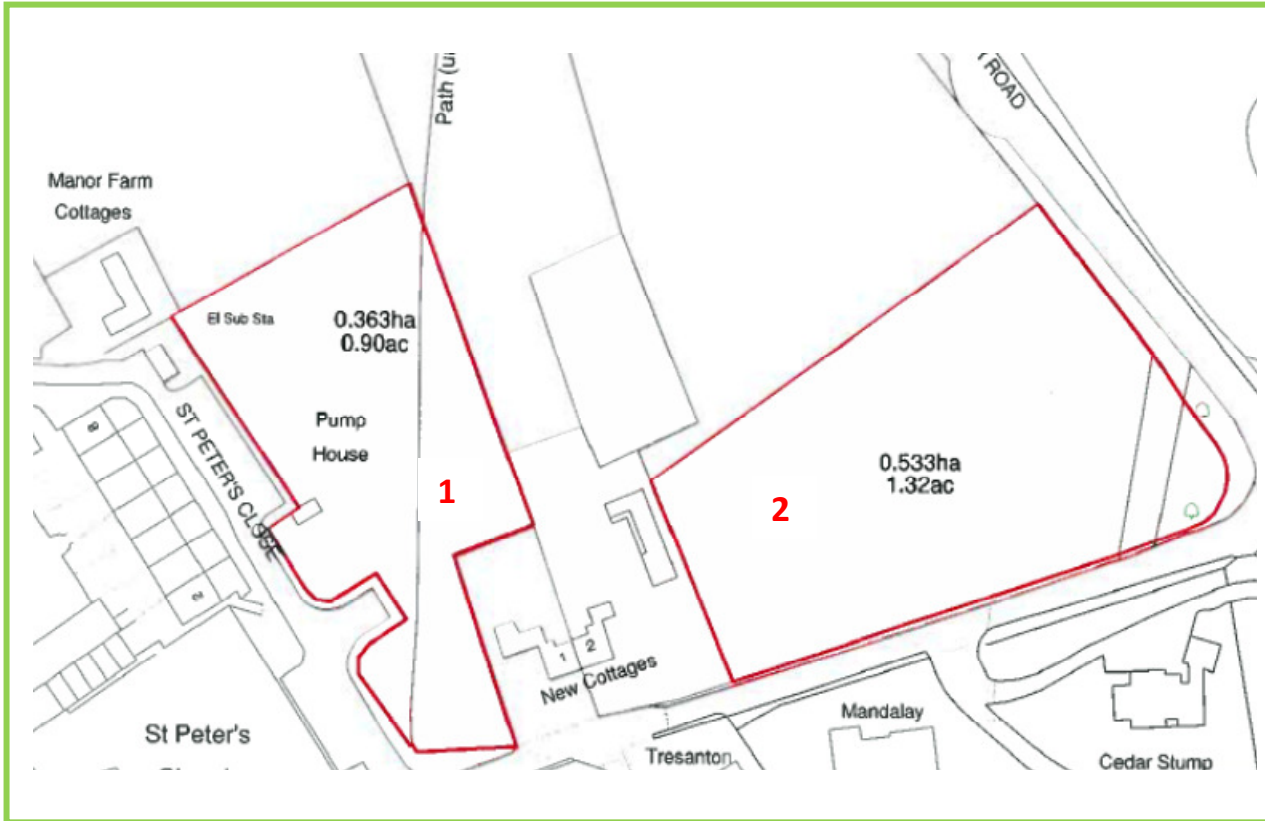 Path (u
ROAD
Manor Farm
Cottages
El Sub Sta
0.363ha
0.90ac
Pump
House
ST PETER'S CLOSE
8
2
1
2
0.533ha
1.32ac
1
2
New Cottages
St Peter's
Mandalay
Tresanton
Cedar Stump